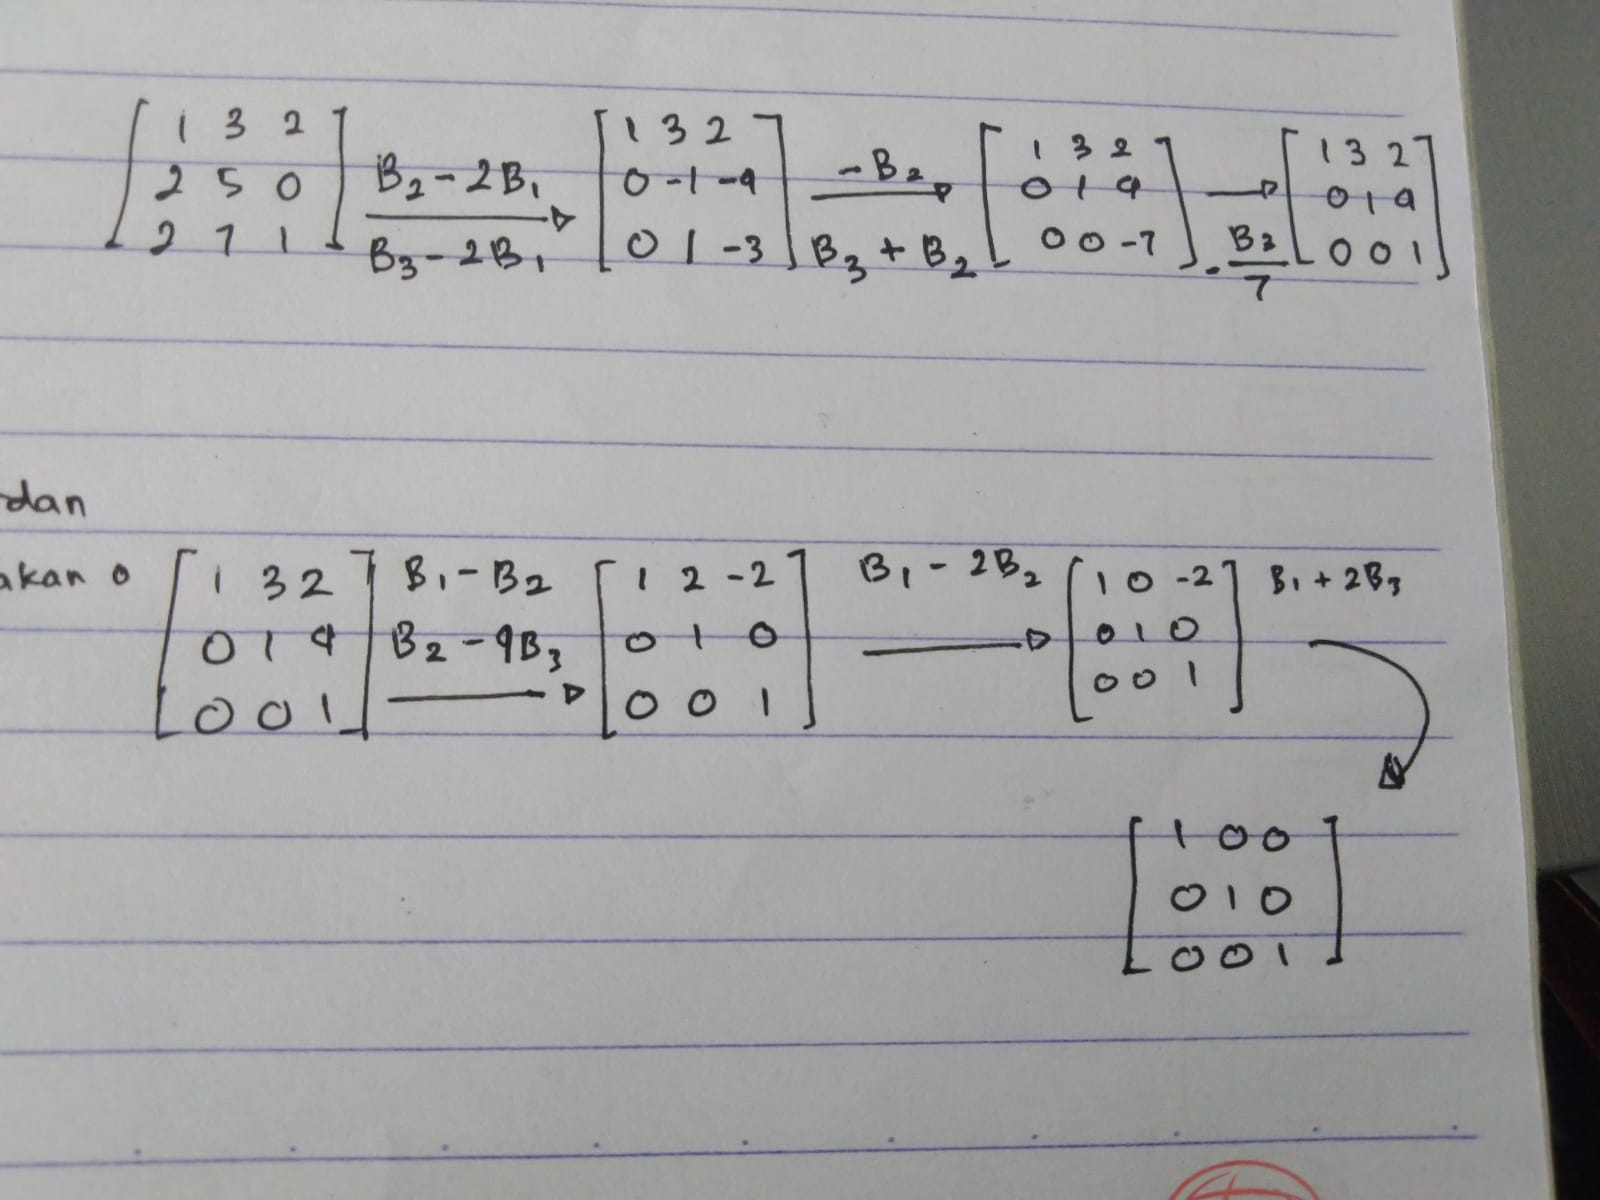 [1 3 2; 2 5 0; 2 7 1] B₂-2B₁ / B₃-2B₁ → [1 3 2; 0 -1 -4; 0 1 -3] -B₂ / B₃+B₂ → [1 3 2; 0 1 4; 0 0 -7] → -B₃/7 [1 3 2; 0 1 4; 0 0 1]
dan
akan 0 [1 3 2; 0 1 4; 0 0 1] B₁-B₂ / B₂-4B₃ → [1 2 -2; 0 1 0; 0 0 1] B₁-2B₂ → [1 0 -2; 0 1 0; 0 0 1] B₁+2B₃
[1 0 0; 0 1 0; 0 0 1]